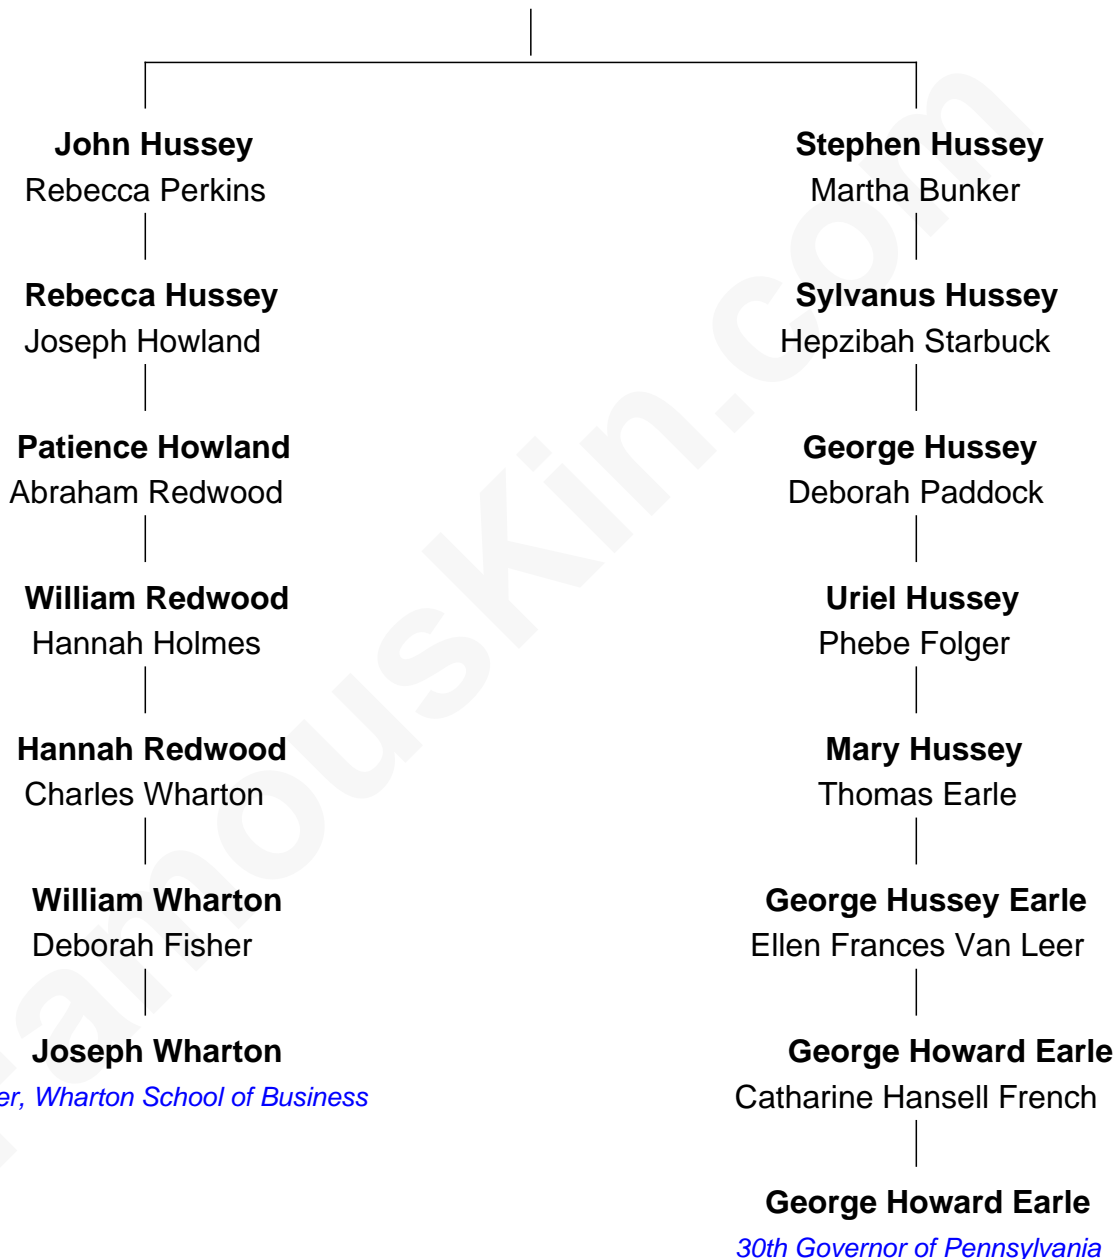 John Hussey
Rebecca Perkins
Rebecca Hussey
Joseph Howland
Patience Howland
Abraham Redwood
William Redwood
Hannah Holmes
Hannah Redwood
Charles Wharton
William Wharton
Deborah Fisher
Joseph Wharton
er, Wharton School of Business
Stephen Hussey
Martha Bunker
Sylvanus Hussey
Hepzibah Starbuck
George Hussey
Deborah Paddock
Uriel Hussey
Phebe Folger
Mary Hussey
Thomas Earle
George Hussey Earle
Ellen Frances Van Leer
George Howard Earle
Catharine Hansell French
George Howard Earle
30th Governor of Pennsylvania
FamousKin.com